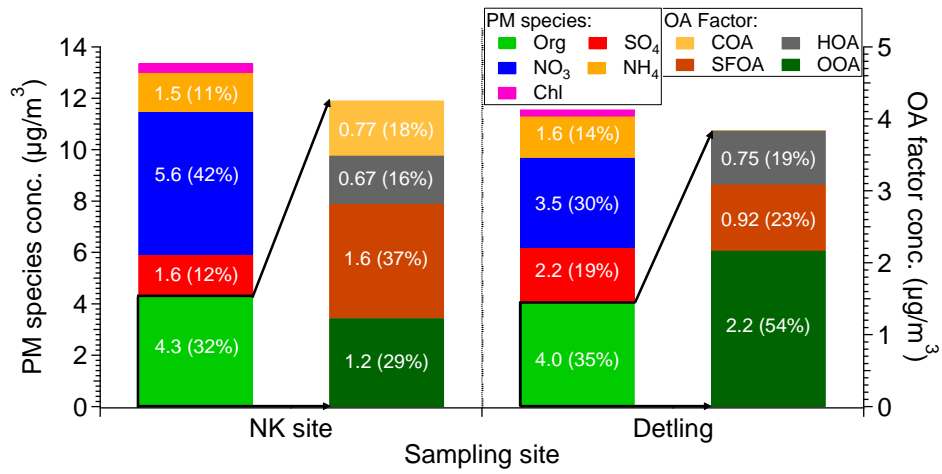 PM species:
Org
SO4
NO3
NH4
Chl
OA Factor:
COA
HOA
SFOA
OOA
PM species conc. (µg/m3)
14
12
10
8
6
4
2
0
1.5 (11%)
5.6 (42%)
1.6 (12%)
4.3 (32%)
0.77 (18%)
0.67 (16%)
1.6 (37%)
1.2 (29%)
1.6 (14%)
3.5 (30%)
2.2 (19%)
4.0 (35%)
0.75 (19%)
0.92 (23%)
2.2 (54%)
5
4
3
2
1
0
OA factor conc. (µg/m3)
NK site
Detling
Sampling site